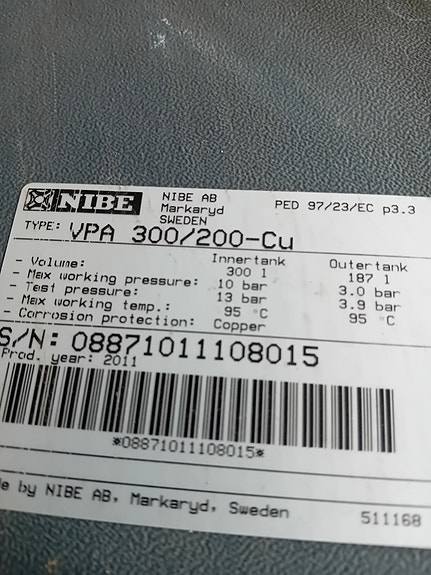 NIBE
NIBE AB
Markaryd
SWEDEN
PED 97/23/EC p3.3
TYPE: VPA 300/200-Cu
Innertank Outertank
- Volume: 300 l 187 l
- Max working pressure: 10 bar 3.0 bar
- Test pressure: 13 bar 3.9 bar
- Max working temp.: 95 °C 95 °C
- Corrosion protection: Copper
S/N: 08871011108015
Prod. year: 2011
*08871011108015*
by NIBE AB, Markaryd, Sweden 511168